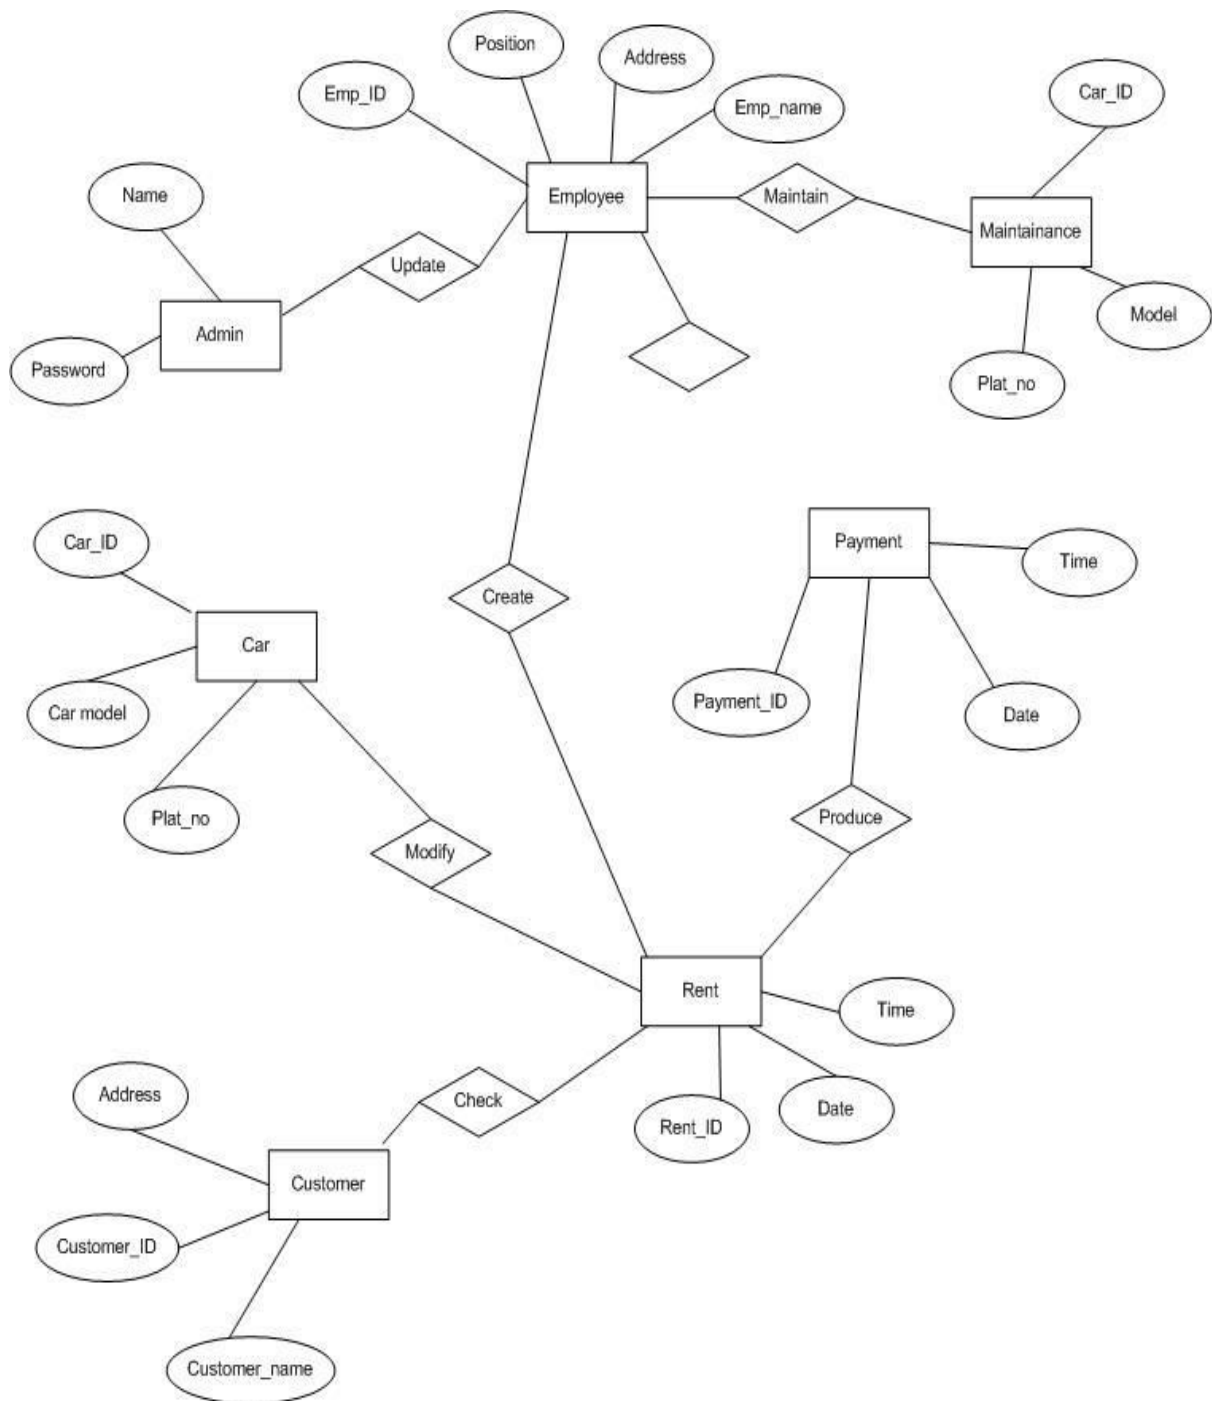 Position
Address
Emp_ID
Emp_name
Car_ID
Name
Employee
Maintain
Maintainance
Update
Admin
Model
Password
Plat_no
Car_ID
Payment
Time
Create
Car
Payment_ID
Car model
Date
Plat_no
Produce
Modify
Rent
Time
Address
Check
Date
Rent_ID
Customer
Customer_ID
Customer_name